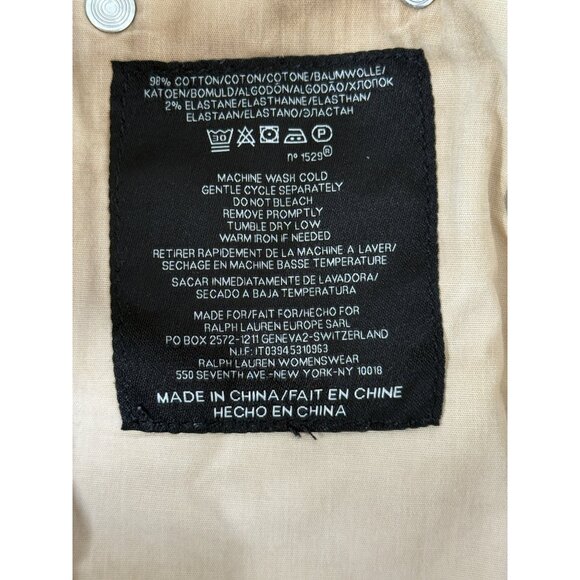 98% COTTON/COTON/COTONE/BAUMWOLLE/
KATOEN/BOMULD/ALGODÓN/ALGODÃO/ХЛОПОК
2% ELASTANE/ELASTHANNE/ELASTHAN/
ELASTAAN/ELASTANO/ЭЛАСТАН
30 P
nº 1529®
MACHINE WASH COLD
GENTLE CYCLE SEPARATELY
DO NOT BLEACH
REMOVE PROMPTLY
TUMBLE DRY LOW
WARM IRON IF NEEDED
RETIRER RAPIDEMENT DE LA MACHINE A LAVER/
SECHAGE EN MACHINE BASSE TEMPERATURE
SACAR INMEDIATAMENTE DE LAVADORA/
SECADO A BAJA TEMPERATURA
MADE FOR/FAIT FOR/HECHO FOR
RALPH LAUREN EUROPE SARL
PO BOX 2572-1211 GENEVA2-SWITZERLAND
N.I.F: IT03945310963
RALPH LAUREN WOMENSWEAR
550 SEVENTH AVE.-NEW YORK-NY 10018
MADE IN CHINA/FAIT EN CHINE
HECHO EN CHINA